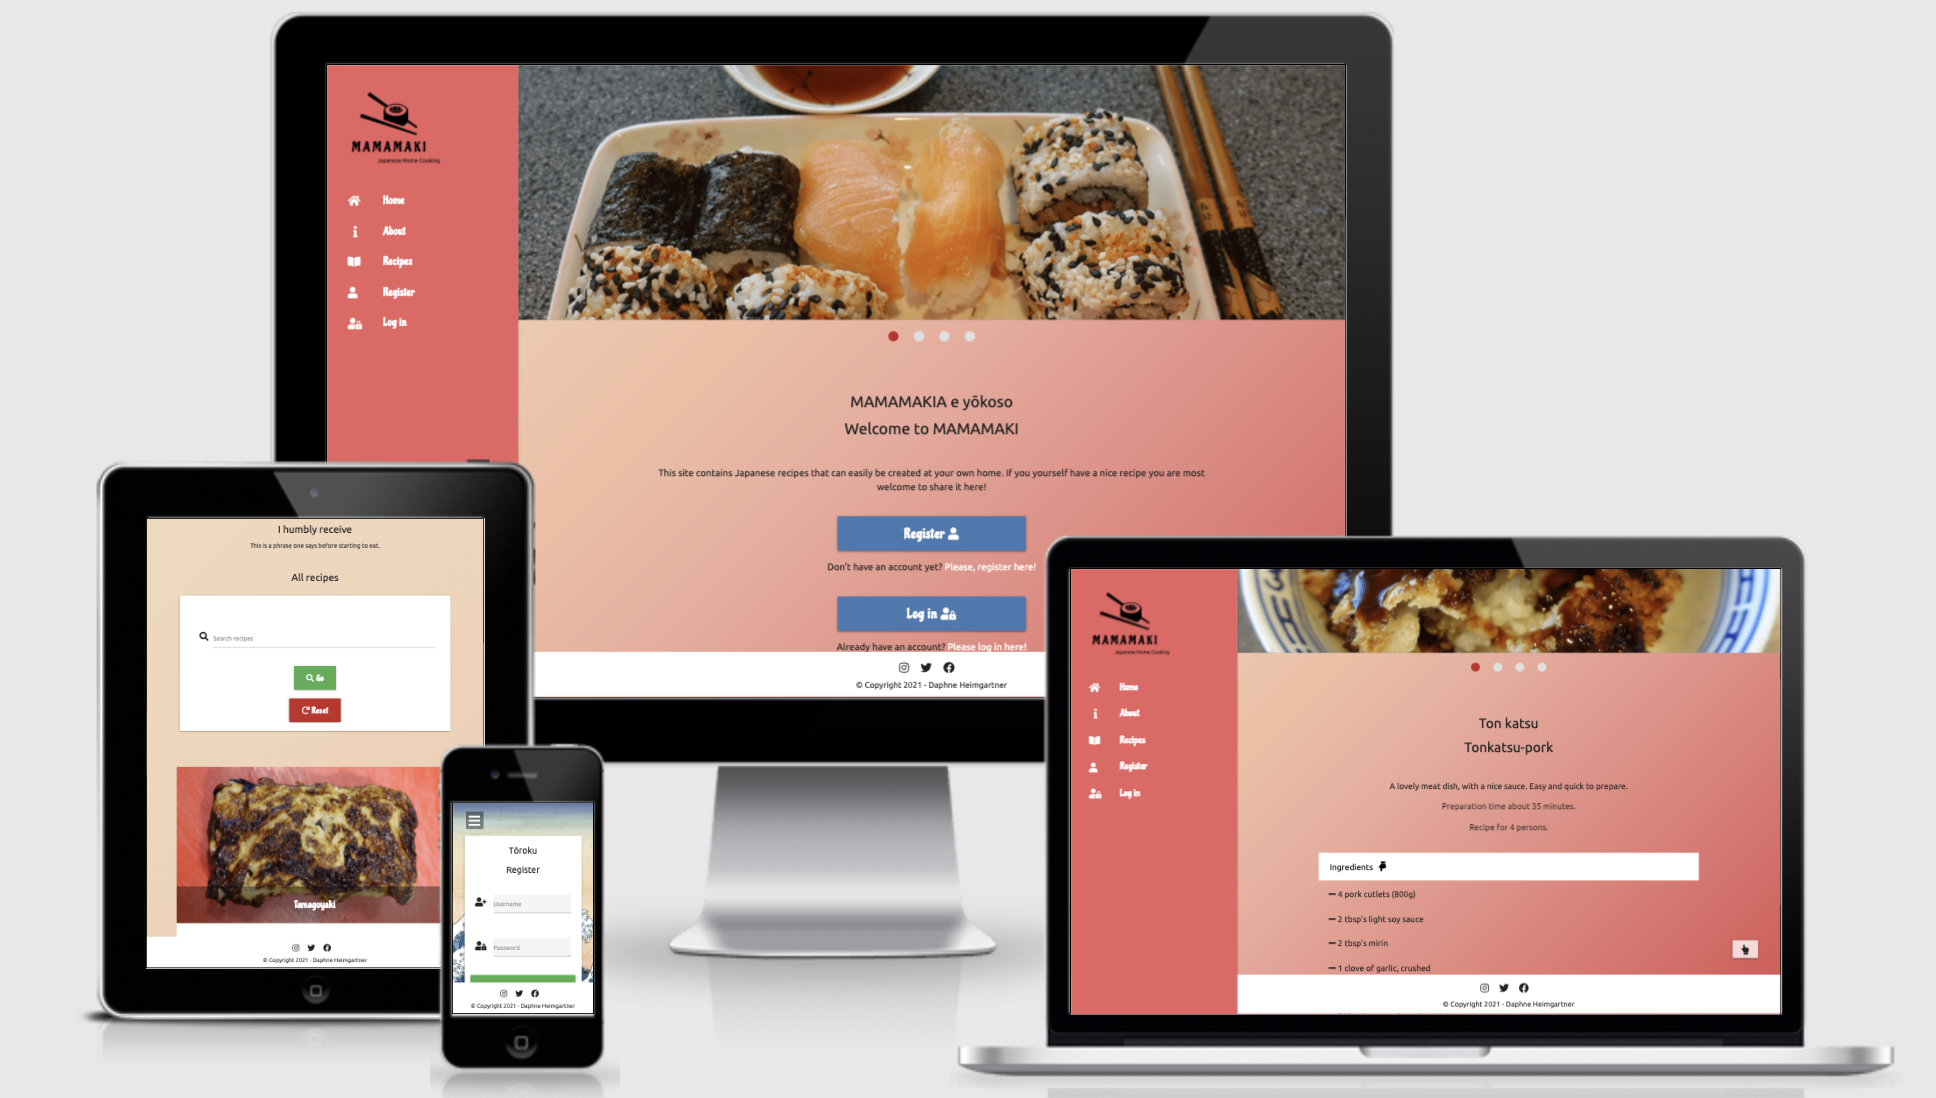 MAMAMAKI
Japanese Home Cooking
Home
About
Recipes
Register
Log in
MAMAMAKIA e yōkoso
Welcome to MAMAMAKI
This site contains Japanese recipes that can easily be created at your own home. If you yourself have a nice recipe you are most
welcome to share it here!
Register
Don't have an account yet? Please, register here!
Log in
Already have an account? Please log in here!
© Copyright 2021 - Daphne Heimgartner
I humbly receive
This is a phrase one says before starting to eat.
All recipes
Search recipes
Go
Reset
Tamagoyaki
© Copyright 2021 - Daphne Heimgartner
Tōroku
Register
Username
Password
© Copyright 2021 - Daphne Heimgartner
MAMAMAKI
Japanese Home Cooking
Home
About
Recipes
Register
Log in
Ton katsu
Tonkatsu-pork
A lovely meat dish, with a nice sauce. Easy and quick to prepare.
Preparation time about 35 minutes.
Recipe for 4 persons.
Ingredients
4 pork cutlets (800g)
2 tbsp's light soy sauce
2 tbsp's mirin
1 clove of garlic, crushed
© Copyright 2021 - Daphne Heimgartner